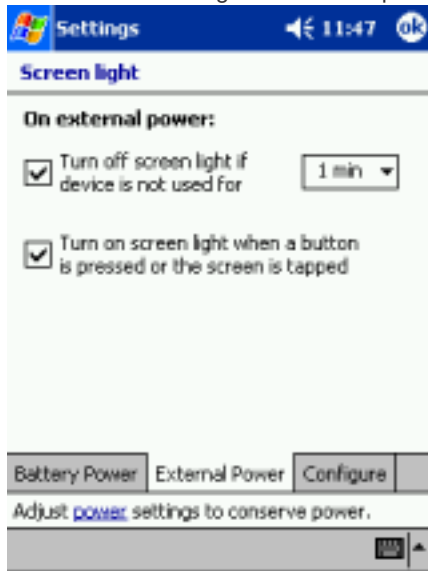 Settings 11:47 ok
Screen light
On external power:
Turn off screen light if
device is not used for
1 min
Turn on screen light when a button
is pressed or the screen is tapped
Battery Power External Power Configure
Adjust power settings to conserve power.